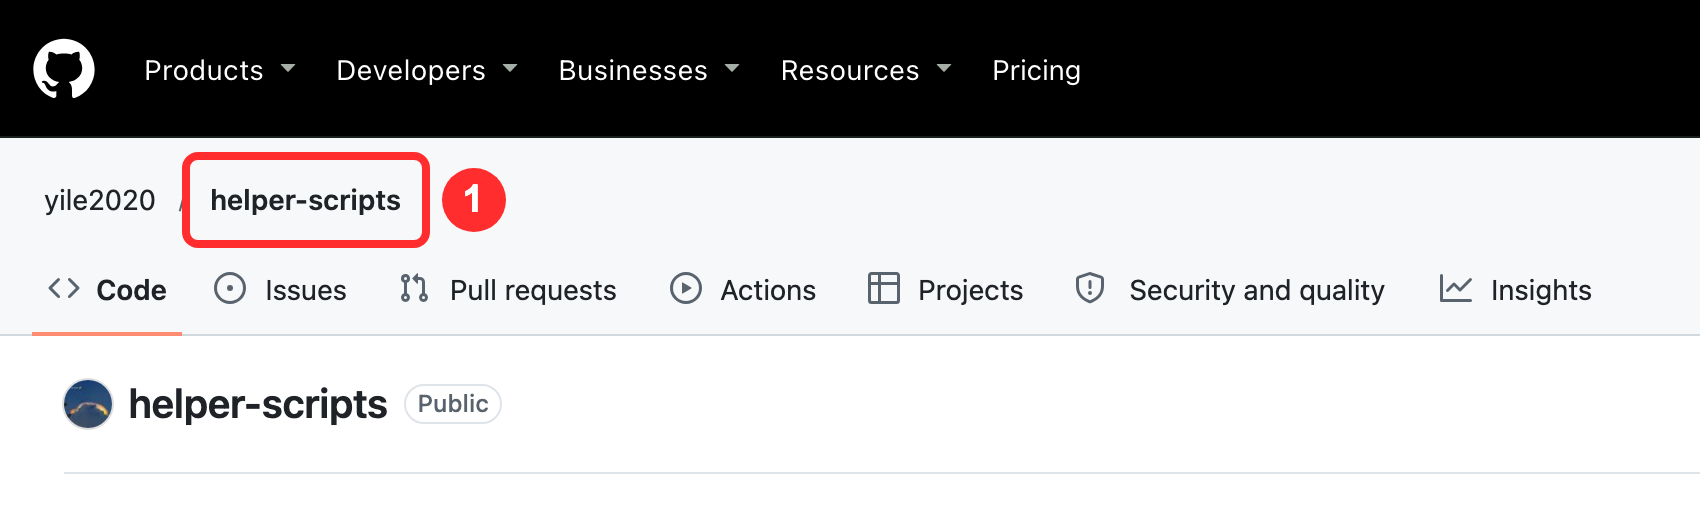 Products Developers Businesses Resources Pricing
yile2020 / helper-scripts 1
Code Issues Pull requests Actions Projects Security and quality Insights
helper-scripts Public